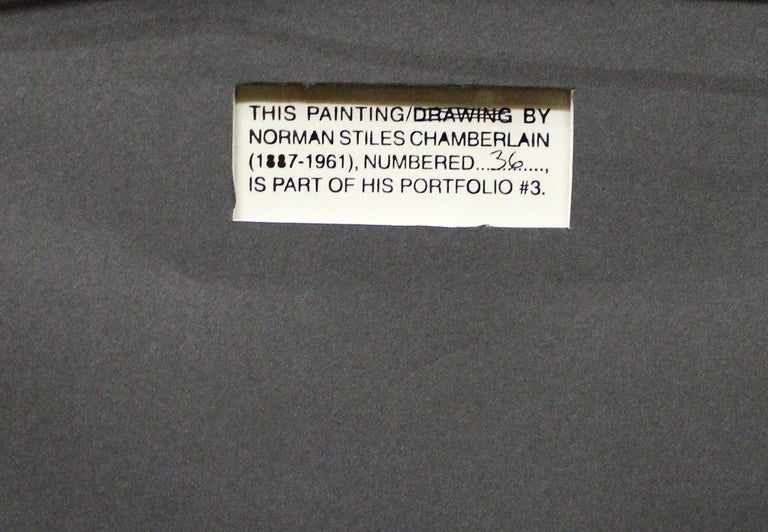 THIS PAINTING/DRAWING BY
NORMAN STILES CHAMBERLAIN
(1887-1961), NUMBERED...36......,
IS PART OF HIS PORTFOLIO #3.